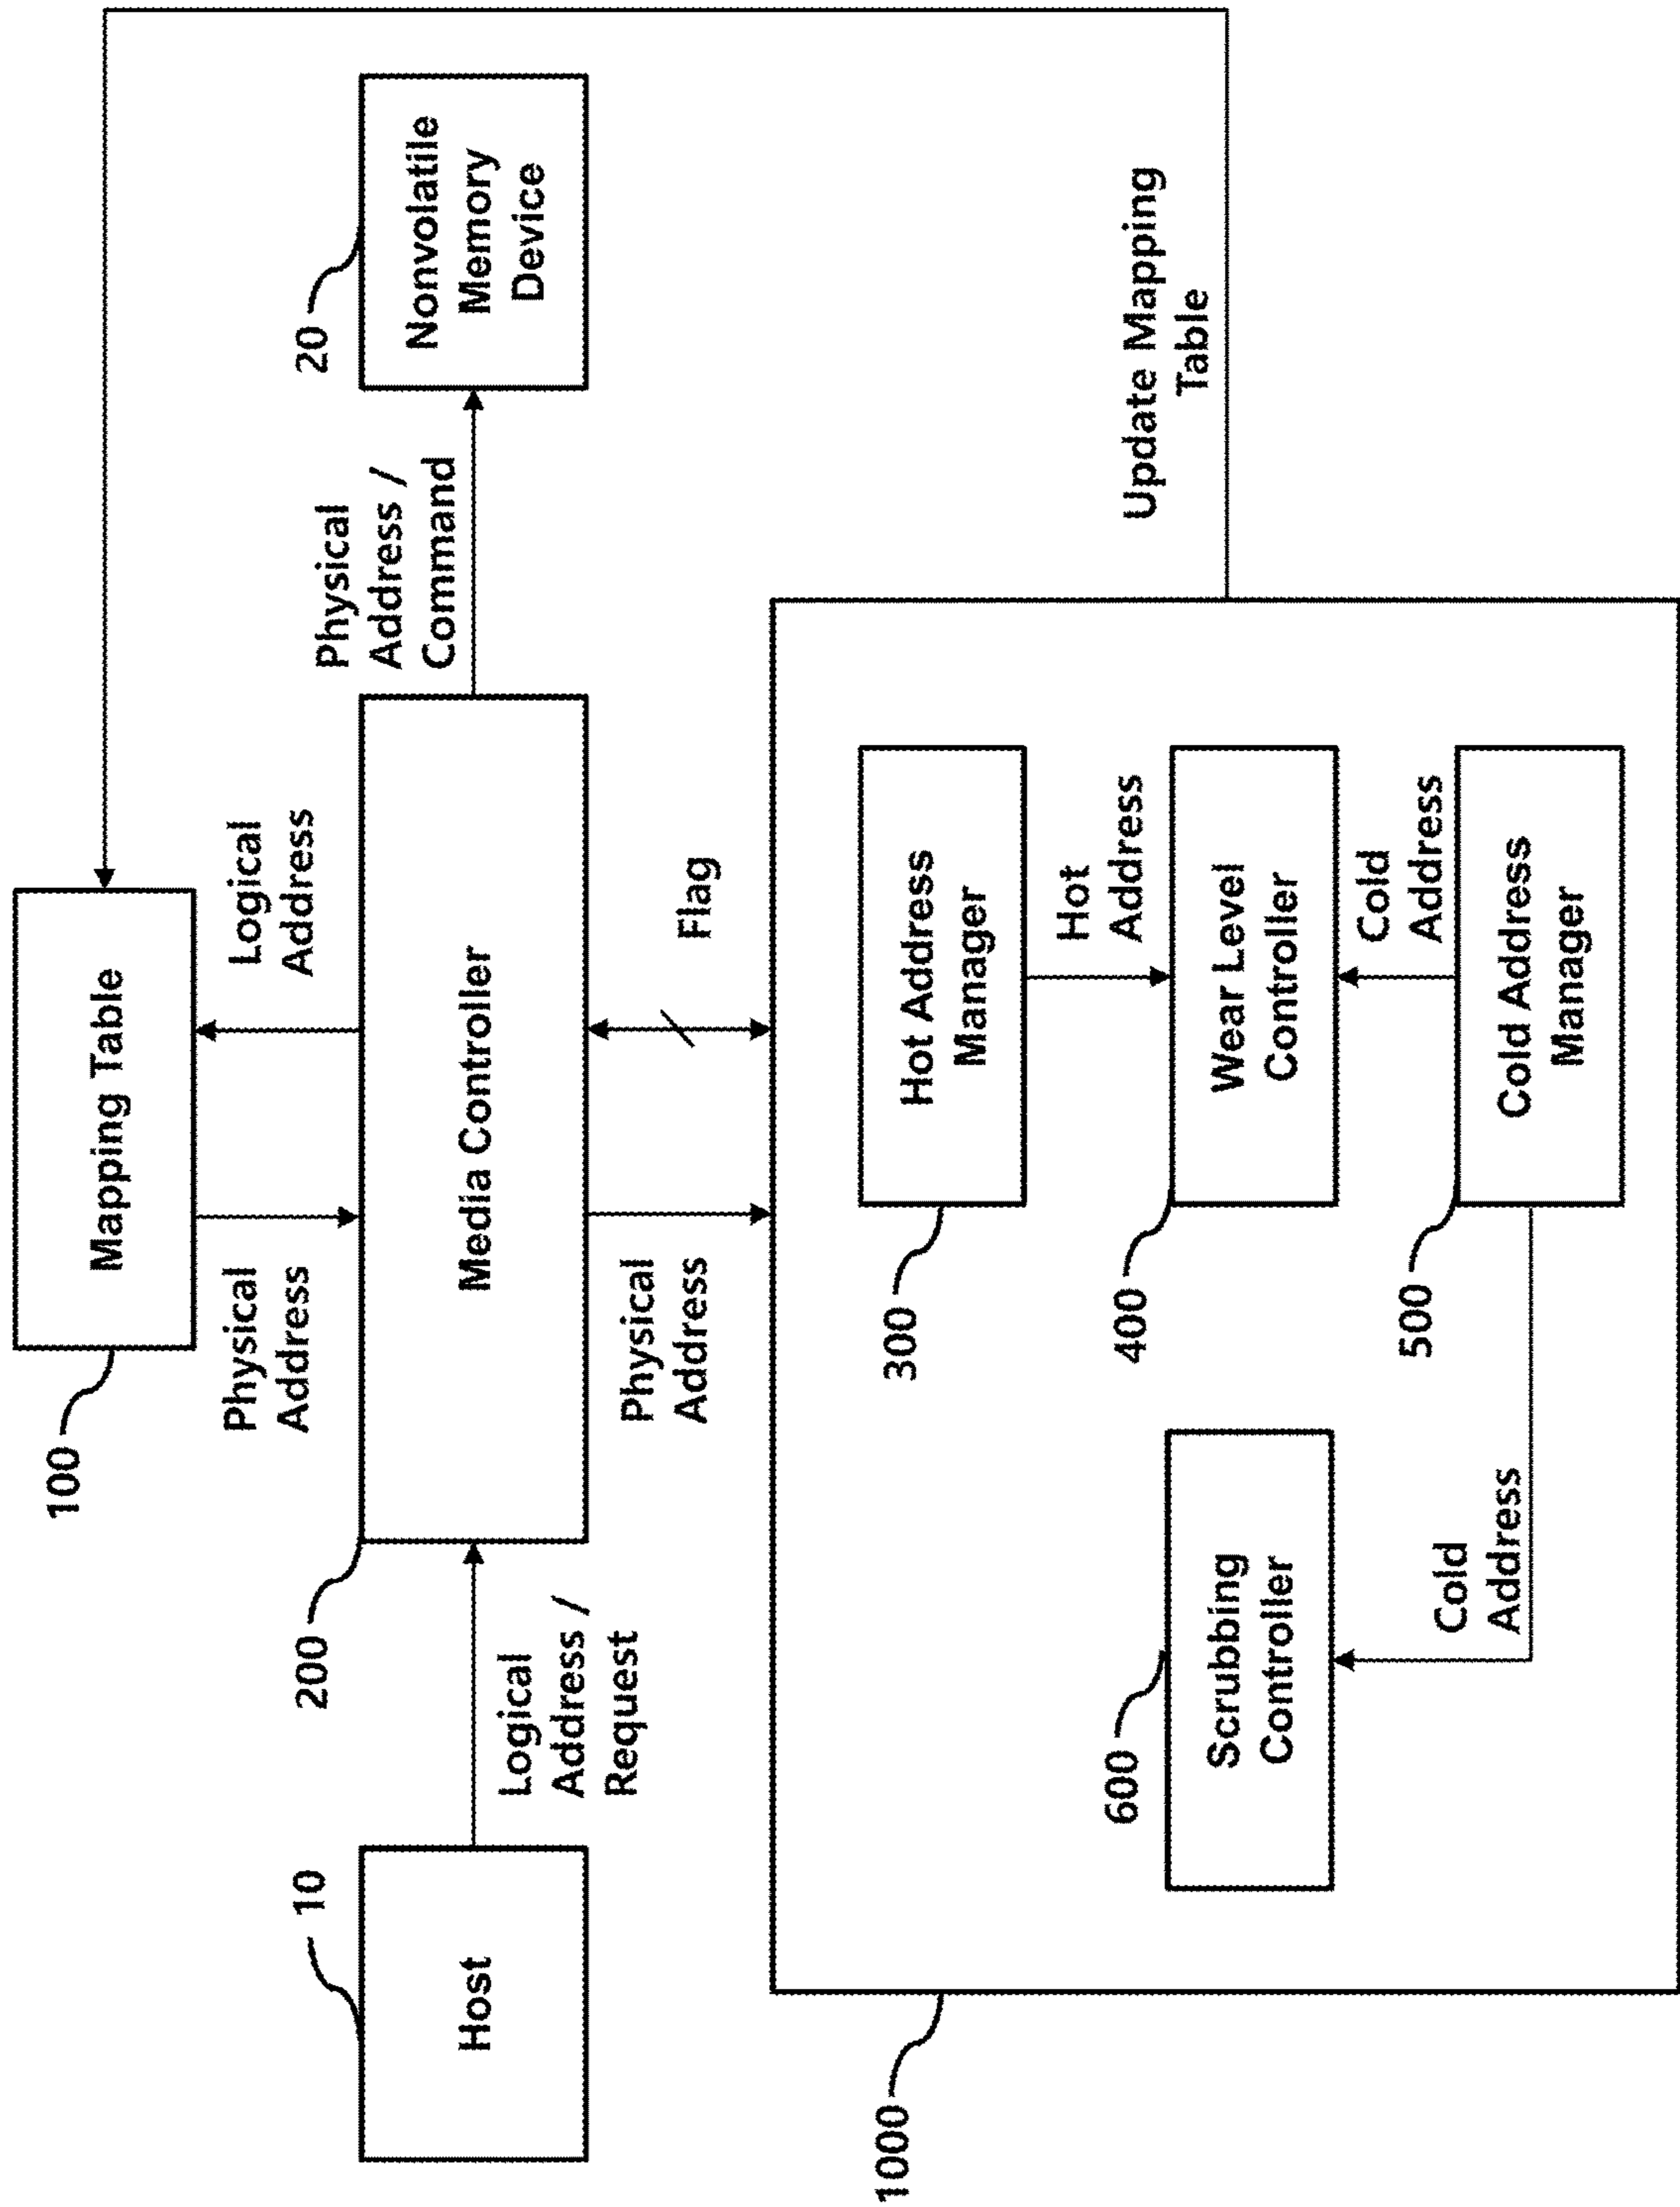 100
Mapping Table
Physical
Address
Logical
Address
10
Host
Logical
Address /
Request
200
Media Controller
Physical
Address /
Command
20
Nonvolatile
Memory
Device
Physical
Address
Flag
Update Mapping
Table
1000
300
Hot Address
Manager
Hot
Address
600
Scrubbing
Controller
400
Wear Level
Controller
Cold
Address
Cold
Address
500
Cold Address
Manager